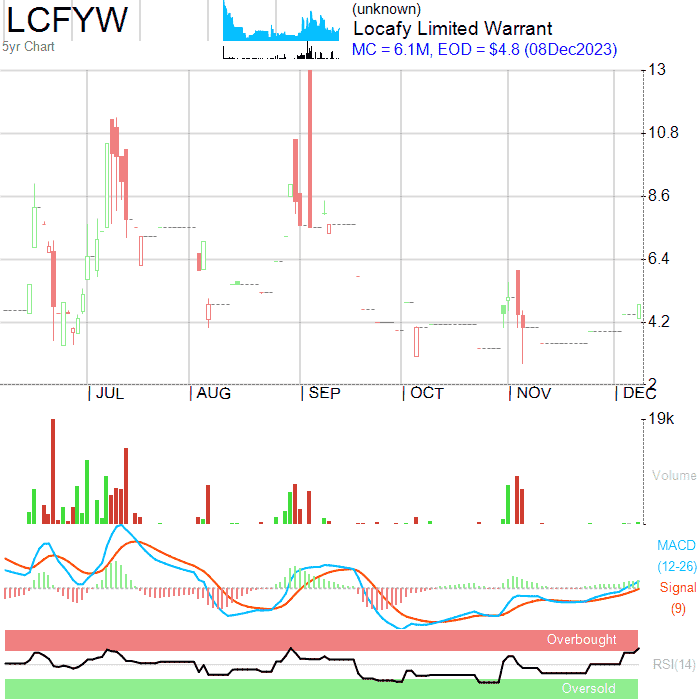 LCFYW
5yr Chart
(unknown)
Locafy Limited Warrant
MC = 6.1M, EOD = $4.8 (08Dec2023)
13
10.8
8.6
6.4
4.2
2
JUL AUG SEP OCT NOV DEC
19k
Volume
MACD
(12-26)
Signal
(9)
Overbought
RSI(14)
Oversold